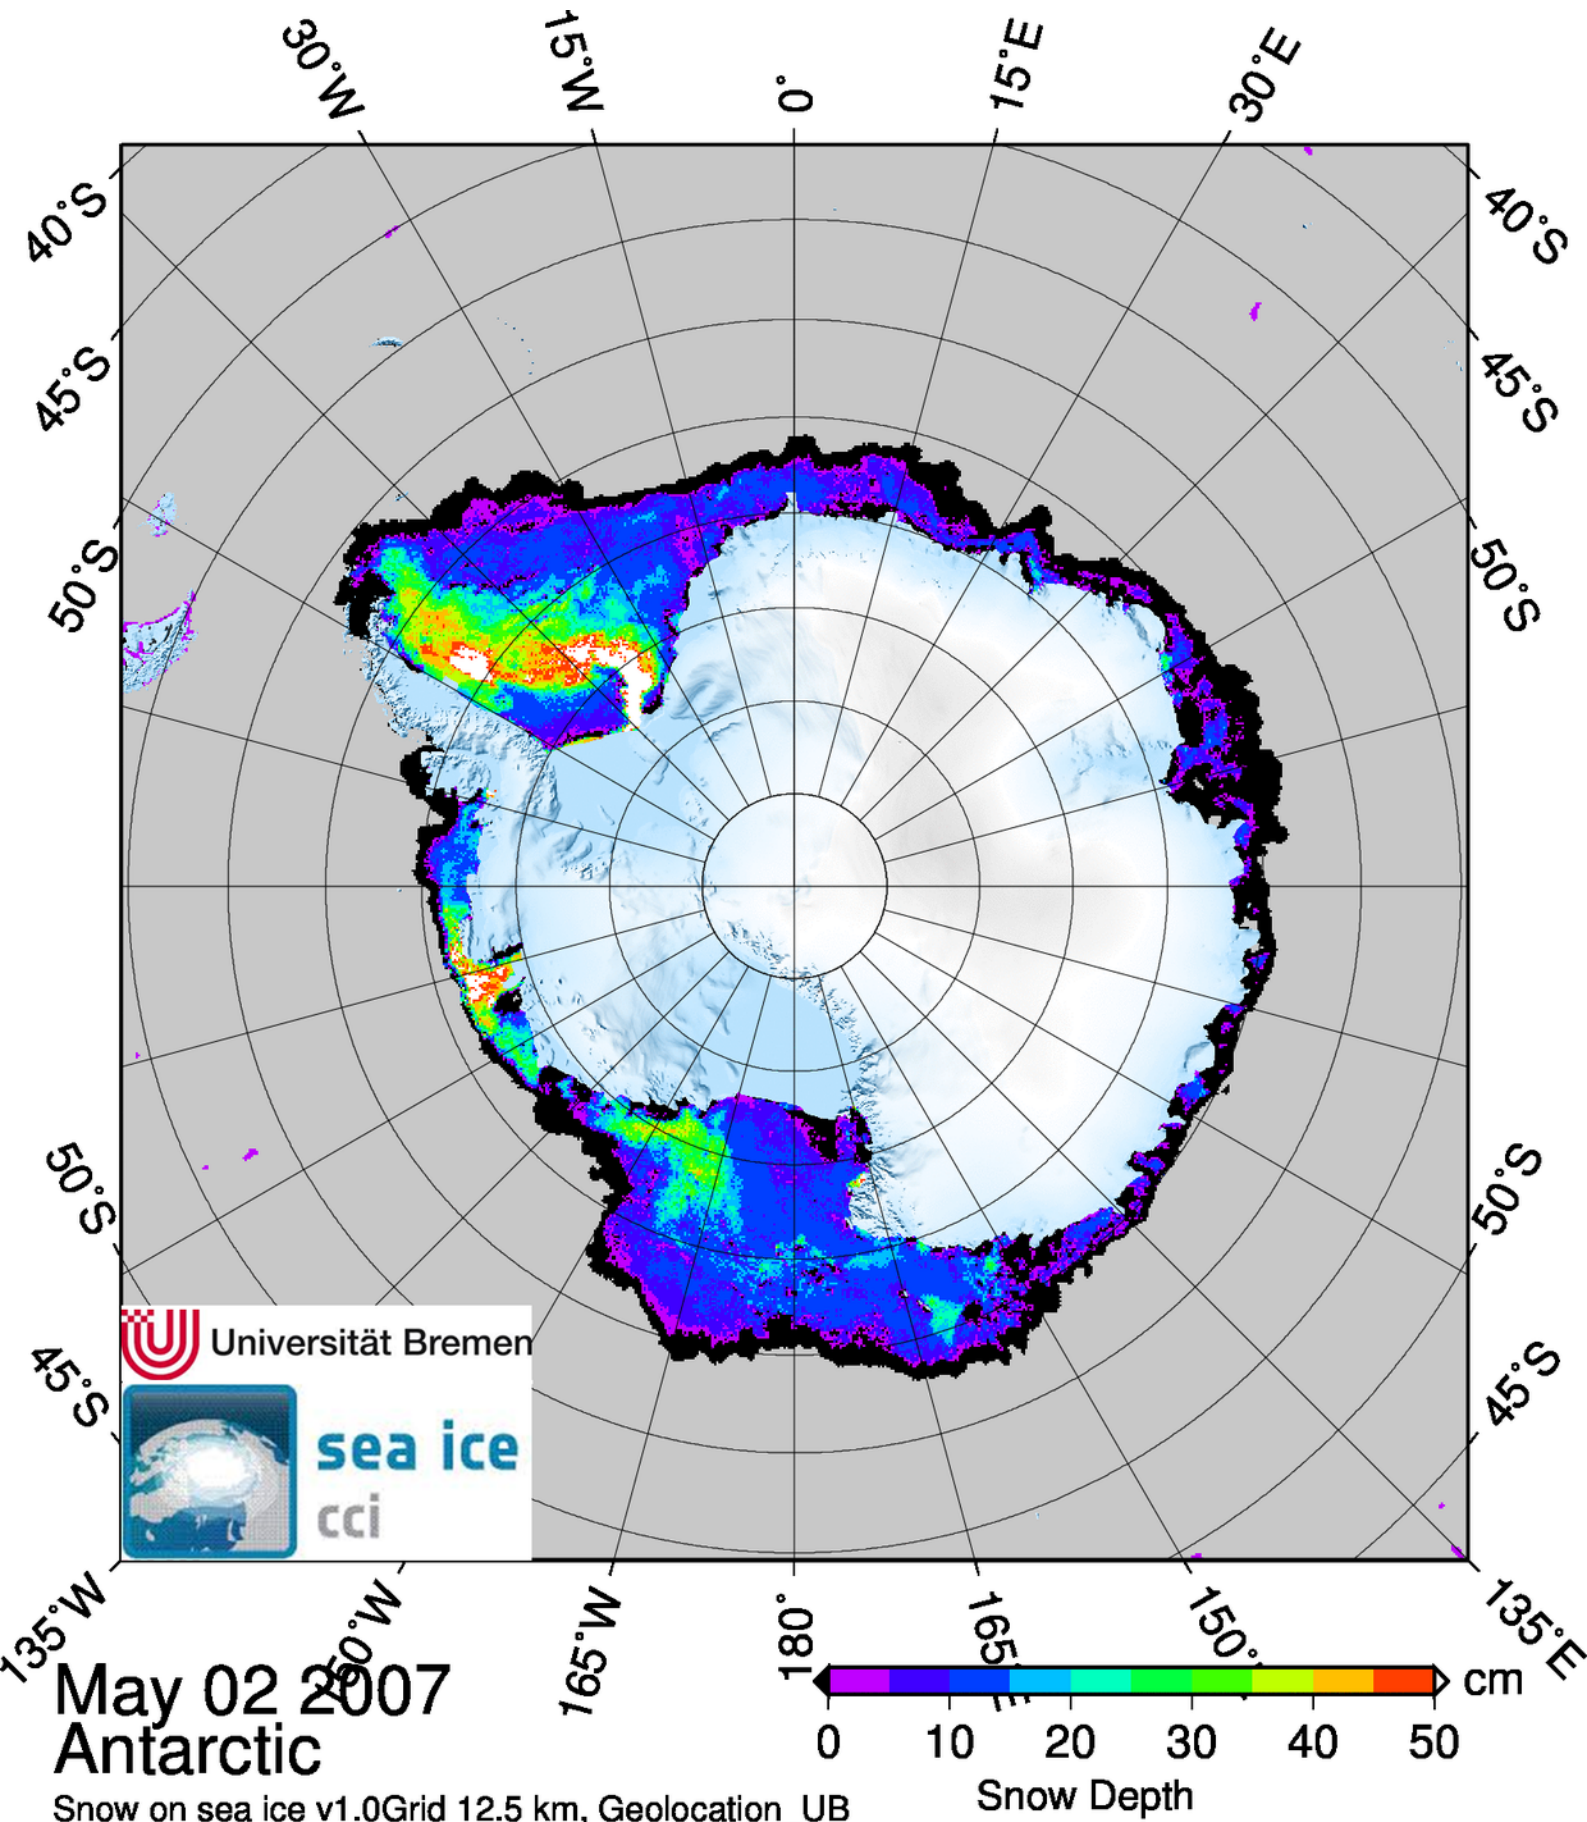 30°W
15°W
0°
15°E
30°E
40°S
40°S
45°S
45°S
50°S
50°S
50°S
50°S
45°S
45°S
Universität Bremen
sea ice
cci
135°W
165°W
180°
150°
135°E
May 02 2007
Antarctic
Snow on sea ice v1.0Grid 12.5 km, Geolocation UB
cm
0 10 20 30 40 50
Snow Depth